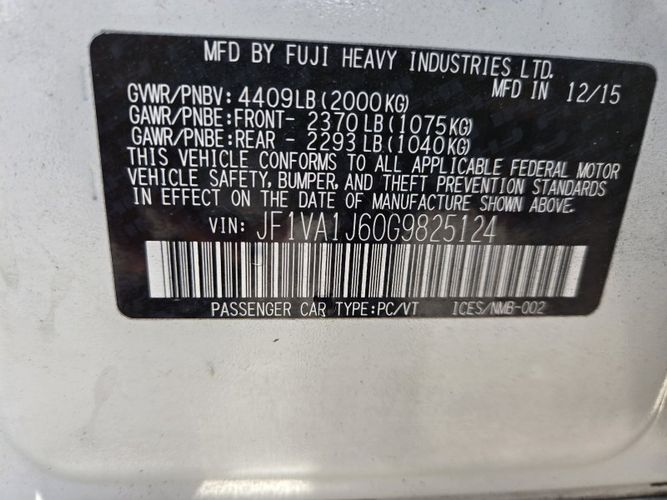 MFD BY FUJI HEAVY INDUSTRIES LTD.
MFD IN 12/15
GVWR/PNBV: 4409LB(2000KG)
GAWR/PNBE:FRONT- 2370LB(1075KG)
GAWR/PNBE:REAR - 2293LB(1040KG)
THIS VEHICLE CONFORMS TO ALL APPLICABLE FEDERAL MOTOR
VEHICLE SAFETY, BUMPER, AND THEFT PREVENTION STANDARDS
IN EFFECT ON THE DATE OF MANUFACTURE SHOWN ABOVE.
VIN: JF1VA1J60G9825124
PASSENGER CAR TYPE:PC/VT ICES/NMB-002